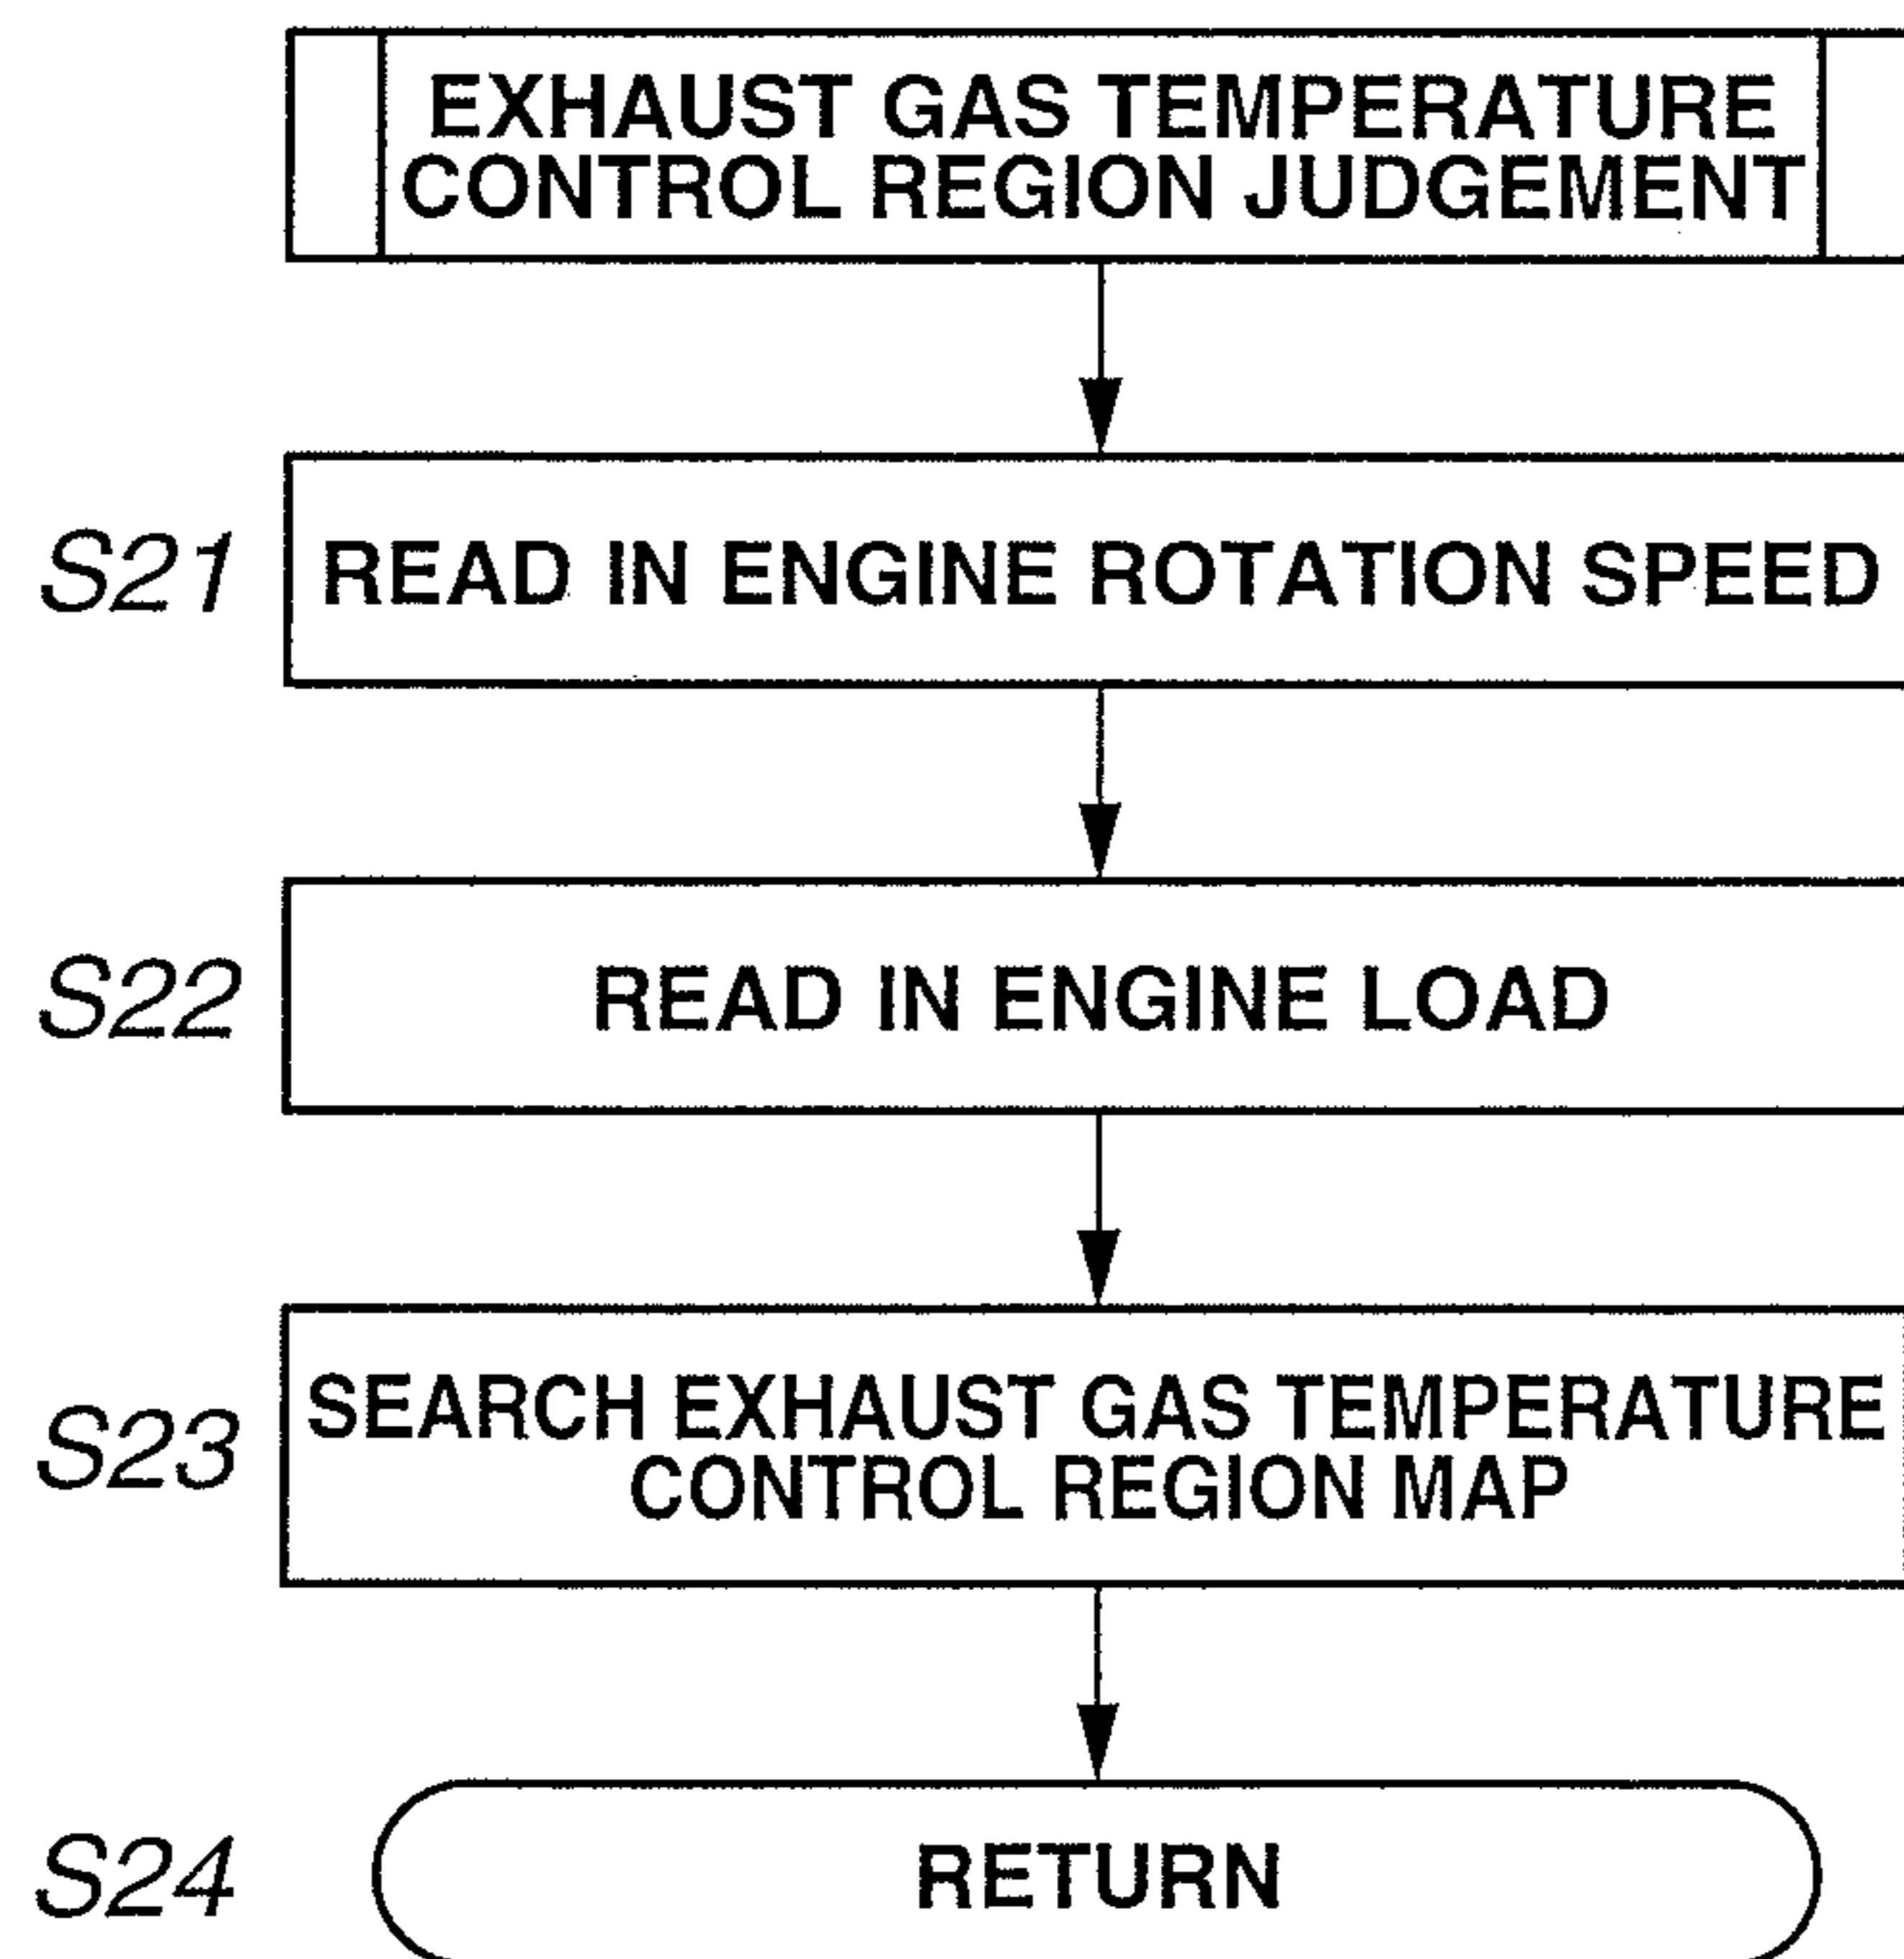 EXHAUST GAS TEMPERATURE
CONTROL REGION JUDGEMENT
S21
READ IN ENGINE ROTATION SPEED
S22
READ IN ENGINE LOAD
S23
SEARCH EXHAUST GAS TEMPERATURE
CONTROL REGION MAP
S24
RETURN